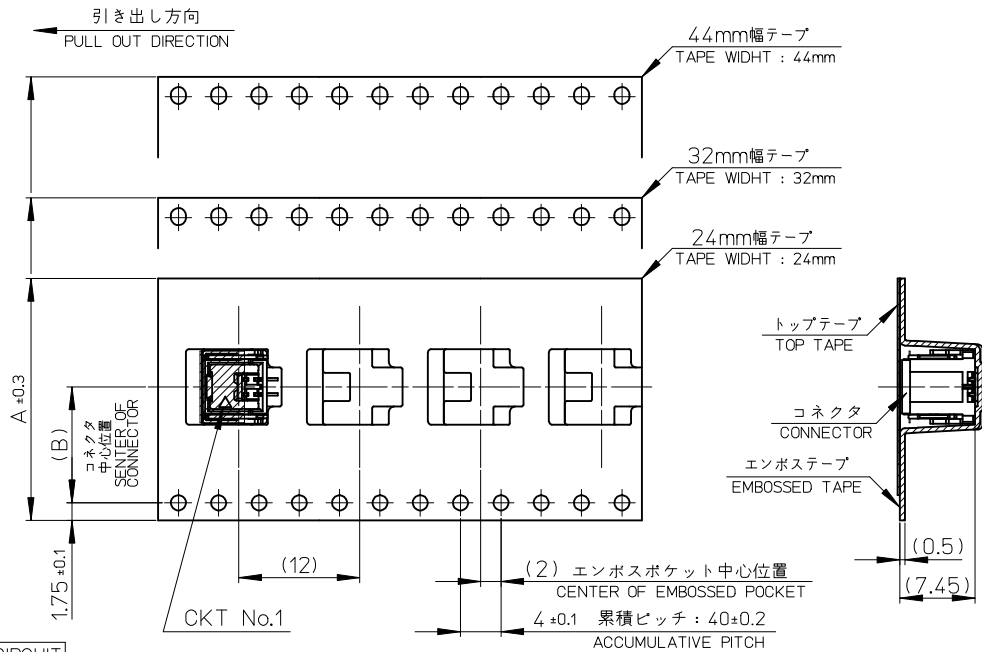 引き出し方向
PULL OUT DIRECTION
44mm幅テープ
TAPE WIDHT : 44mm
32mm幅テープ
TAPE WIDHT : 32mm
24mm幅テープ
TAPE WIDHT : 24mm
トップテープ
TOP TAPE
コネクタ
CONNECTOR
エンボステープ
EMBOSSED TAPE
A ±0.3
(B)
コネクタ
中心位置
SENTER OF
CONNECTOR
1.75 ±0.1
(12)
(2) エンボスポケット中心位置
CENTER OF EMBOSSED POCKET
4 ±0.1 累積ピッチ : 40±0.2
ACCUMULATIVE PITCH
CKT No.1
(0.5)
(7.45)